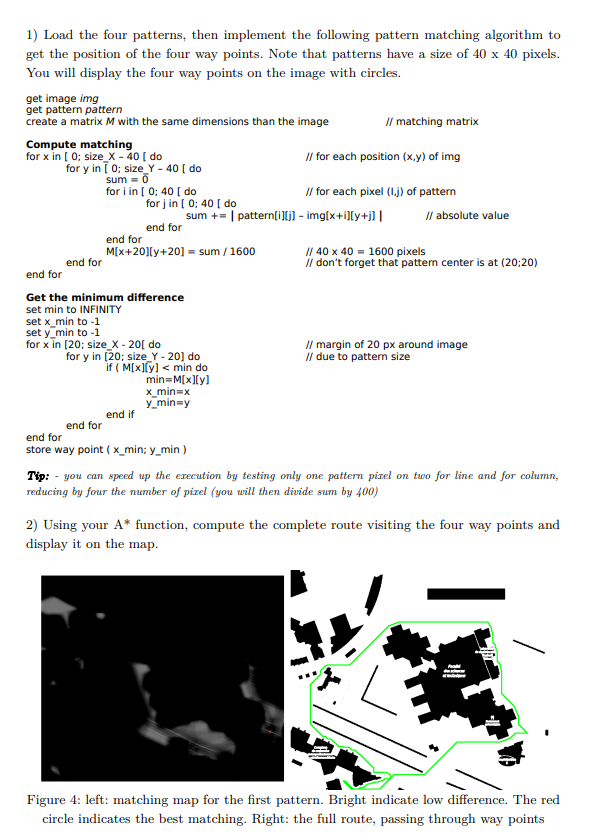 1) Load the four patterns, then implement the following pattern matching algorithm to
get the position of the four way points. Note that patterns have a size of 40 x 40 pixels.
You will display the four way points on the image with circles.
get image img
get pattern pattern
create a matrix M with the same dimensions than the image // matching matrix
Compute matching
for x in [ 0; size_X – 40 [ do // for each position (x,y) of img
for y in [ 0; size_Y – 40 [ do
sum = 0
for i in [ 0; 40 [ do // for each pixel (I,j) of pattern
for j in [ 0; 40 [ do
sum += | pattern[i][j] – img[x+i][y+j] | // absolute value
end for
end for
M[x+20][y+20] = sum / 1600 // 40 x 40 = 1600 pixels
end for // don't forget that pattern center is at (20;20)
end for
Get the minimum difference
set min to INFINITY
set x_min to -1
set y_min to -1
for x in [20; size_X - 20[ do // margin of 20 px around image
for y in [20; size_Y - 20] do // due to pattern size
if ( M[x][y] < min do
min=M[x][y]
x_min=x
y_min=y
end if
end for
end for
store way point ( x_min; y_min )
Tip: - you can speed up the execution by testing only one pattern pixel on two for line and for column,
reducing by four the number of pixel (you will then divide sum by 400)
2) Using your A* function, compute the complete route visiting the four way points and
display it on the map.
Figure 4: left: matching map for the first pattern. Bright indicate low difference. The red
circle indicates the best matching. Right: the full route, passing through way points